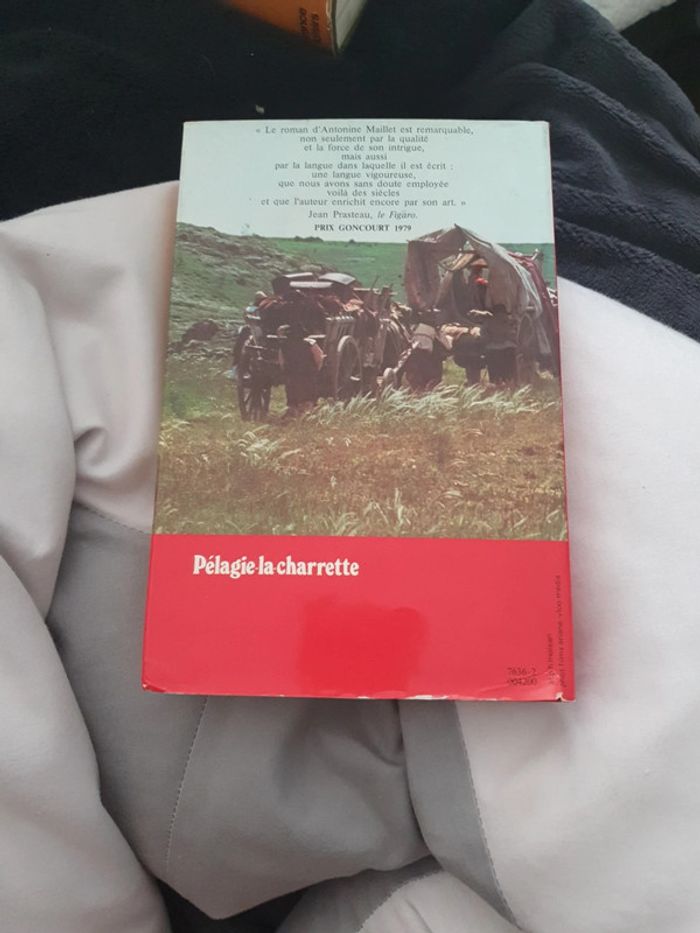 « Le roman d'Antonine Maillet est remarquable,
non seulement par la qualité
et la force de son intrigue,
mais aussi
par la langue dans laquelle il est écrit :
une langue vigoureuse,
que nous avons sans doute employée
voilà des siècles
et que l'auteur enrichit encore par son art. »
Jean Prasteau, le Figaro.
PRIX GONCOURT 1979
Pélagie-la-charrette
7636-2
004200